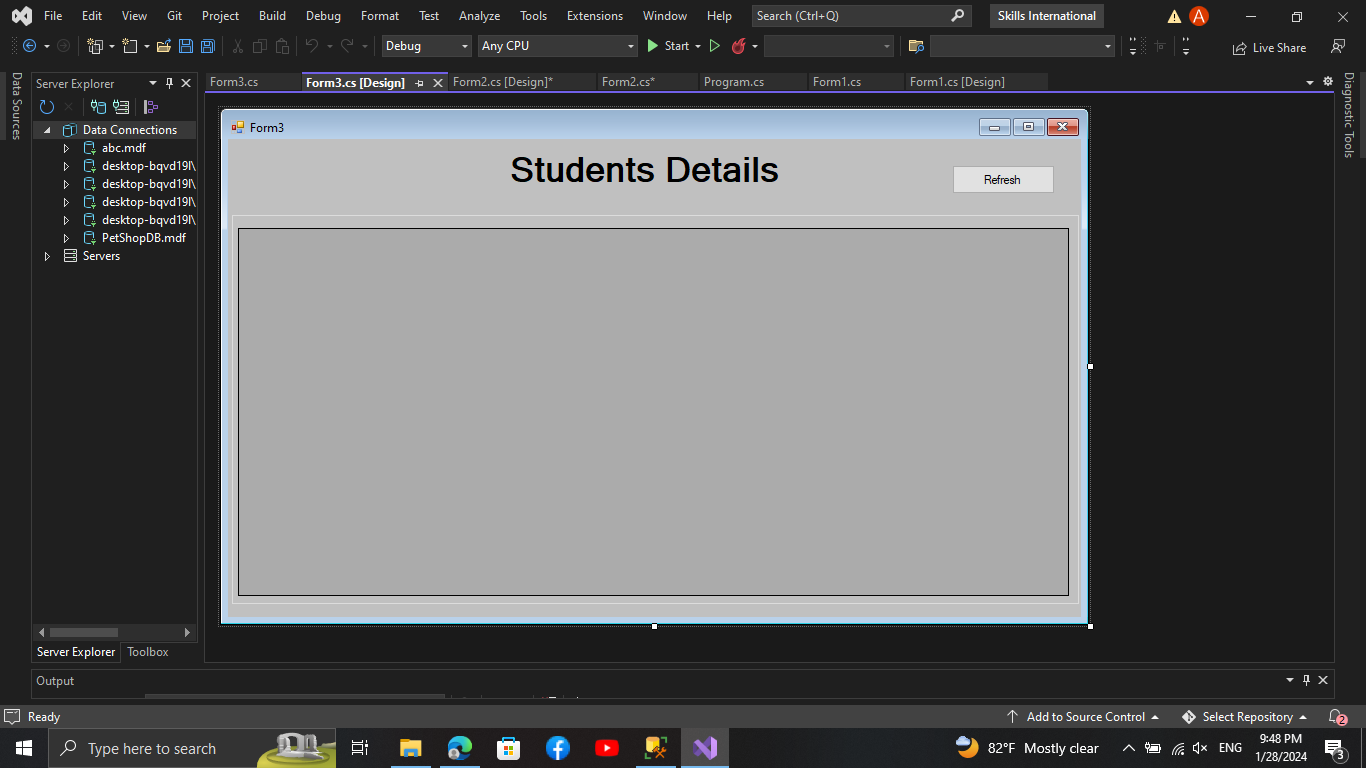 File Edit View Git Project Build Debug Format Test Analyze Tools Extensions Window Help Search (Ctrl+Q) Skills International A
Debug Any CPU Start Live Share
Data Sources
Server Explorer
Data Connections
abc.mdf
desktop-bqvd19l\
desktop-bqvd19l\
desktop-bqvd19l\
desktop-bqvd19l\
PetShopDB.mdf
Servers
Server Explorer Toolbox
Form3.cs Form3.cs [Design] Form2.cs [Design]* Form2.cs* Program.cs Form1.cs Form1.cs [Design]
Form3
Students Details
Refresh
Diagnostic Tools
Output
Ready Add to Source Control Select Repository 2
Type here to search 82°F Mostly clear ENG 9:48 PM
1/28/2024 3